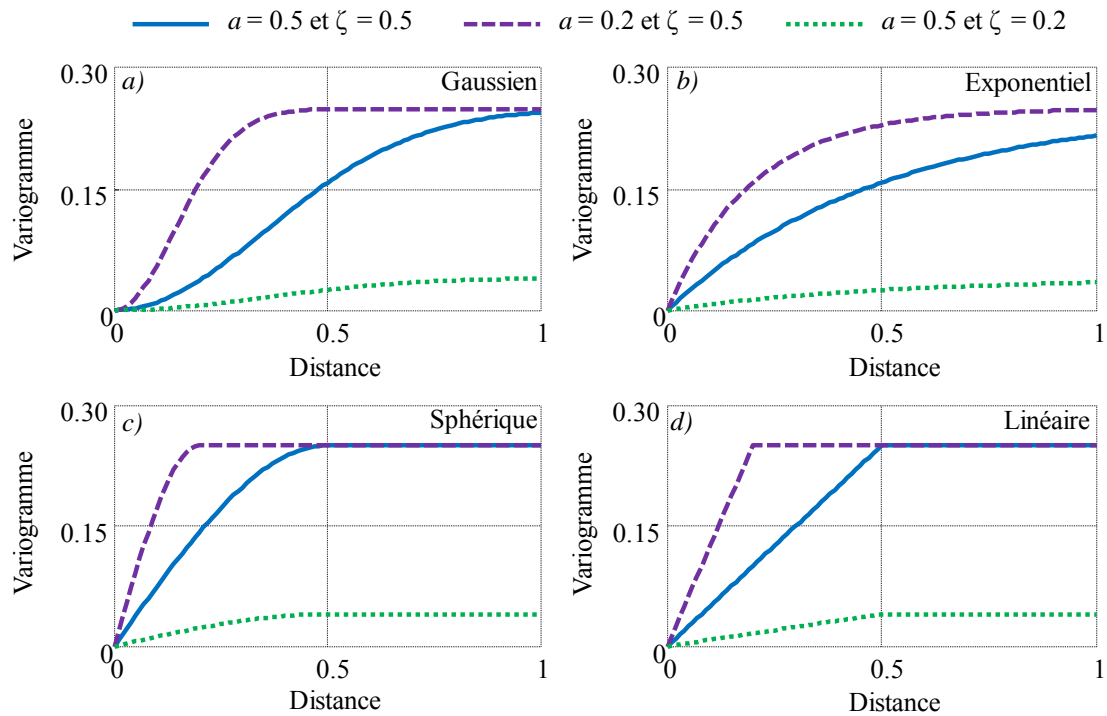 a = 0.5 et ζ = 0.5 a = 0.2 et ζ = 0.5 a = 0.5 et ζ = 0.2
a) Gaussien
Variogramme
0.30
0.15
0
0 0.5 1
Distance
b) Exponentiel
Variogramme
0.30
0.15
0
0 0.5 1
Distance
c) Sphérique
Variogramme
0.30
0.15
0
0 0.5 1
Distance
d) Linéaire
Variogramme
0.30
0.15
0
0 0.5 1
Distance